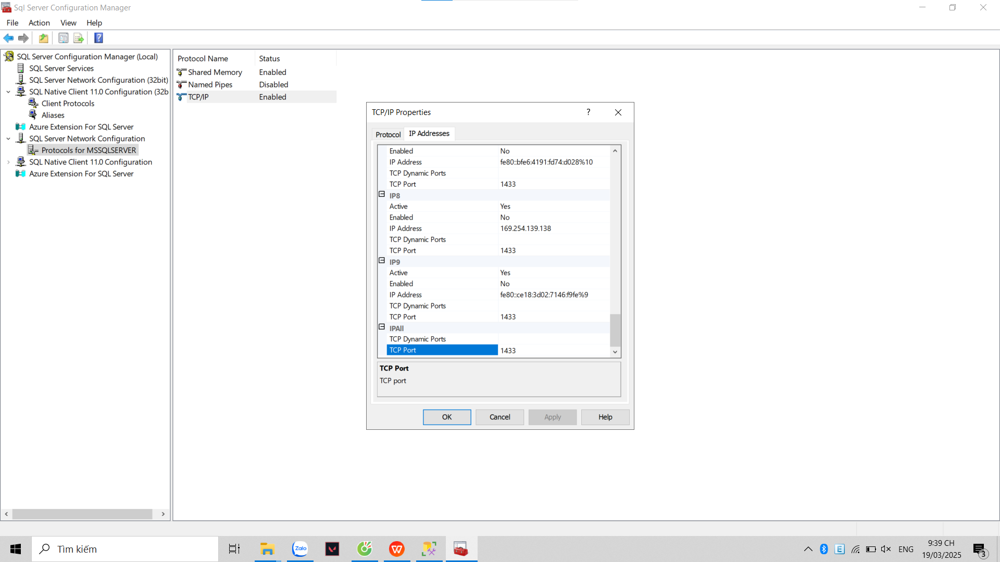 Sql Server Configuration Manager
File Action View Help
SQL Server Configuration Manager (Local)
SQL Server Services
SQL Server Network Configuration (32bit)
SQL Native Client 11.0 Configuration (32b
Client Protocols
Aliases
Azure Extension For SQL Server
SQL Server Network Configuration
Protocols for MSSQLSERVER
SQL Native Client 11.0 Configuration
Azure Extension For SQL Server
Protocol Name Status
Shared Memory Enabled
Named Pipes Disabled
TCP/IP Enabled
TCP/IP Properties
?
Protocol IP Addresses
Enabled No
IP Address fe80::bfe6:4191:fd74:d028%10
TCP Dynamic Ports
TCP Port 1433
IP8
Active Yes
Enabled No
IP Address 169.254.139.138
TCP Dynamic Ports
TCP Port 1433
IP9
Active Yes
Enabled No
IP Address fe80::ce18:3d02:7146:f9fe%9
TCP Dynamic Ports
TCP Port 1433
IPAll
TCP Dynamic Ports
TCP Port 1433
TCP Port
TCP port
OK Cancel Apply Help
Tìm kiếm
Zalo
W
E
ENG
9:39 CH
19/03/2025
3